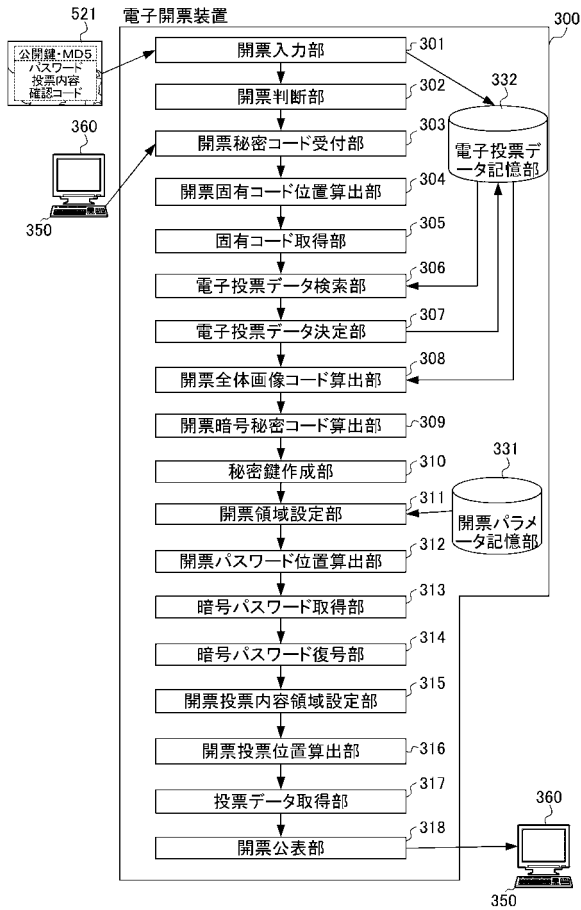 電子開票装置
300
521
公開鍵・MD5
パスワード
投票内容
確認コード
開票入力部
301
開票判断部
302
332
電子投票デ
ータ記憶部
360
350
開票秘密コード受付部
303
開票固有コード位置算出部
304
固有コード取得部
305
電子投票データ検索部
306
電子投票データ決定部
307
開票全体画像コード算出部
308
開票暗号秘密コード算出部
309
秘密鍵作成部
310
331
開票パラメ
ータ記憶部
開票領域設定部
311
開票パスワード位置算出部
312
暗号パスワード取得部
313
暗号パスワード復号部
314
開票投票内容領域設定部
315
開票投票位置算出部
316
投票データ取得部
317
開票公表部
318
360
350